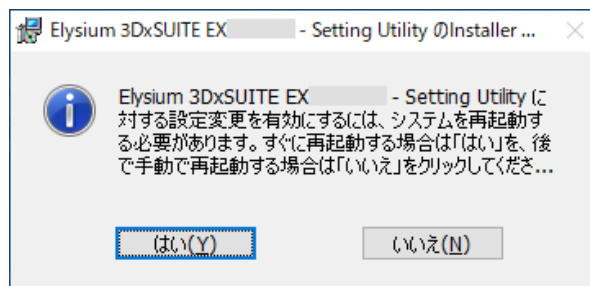 Elysium 3DxSUITE EX - Setting Utility のInstaller ...
Elysium 3DxSUITE EX - Setting Utility に
対する設定変更を有効にするには、システムを再起動す
る必要があります。すぐに再起動する場合は「はい」を、後
で手動で再起動する場合は「いいえ」をクリックしてくださ...
はい(Y)
いいえ(N)